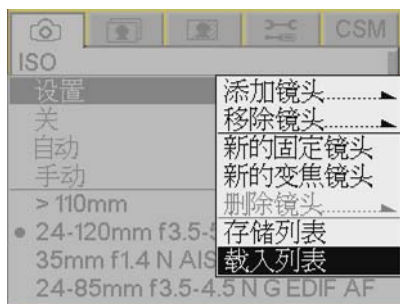 CSM
ISO
设置
添加镜头.........
关
移除镜头.........
自动
新的固定镜头
手动
新的变焦镜头
> 110mm
删除镜头.........
24-120mm f3.5-5
存储列表
35mm f1.4 N AIS
载入列表
24-85mm f3.5-4.5 N G EDIF AF